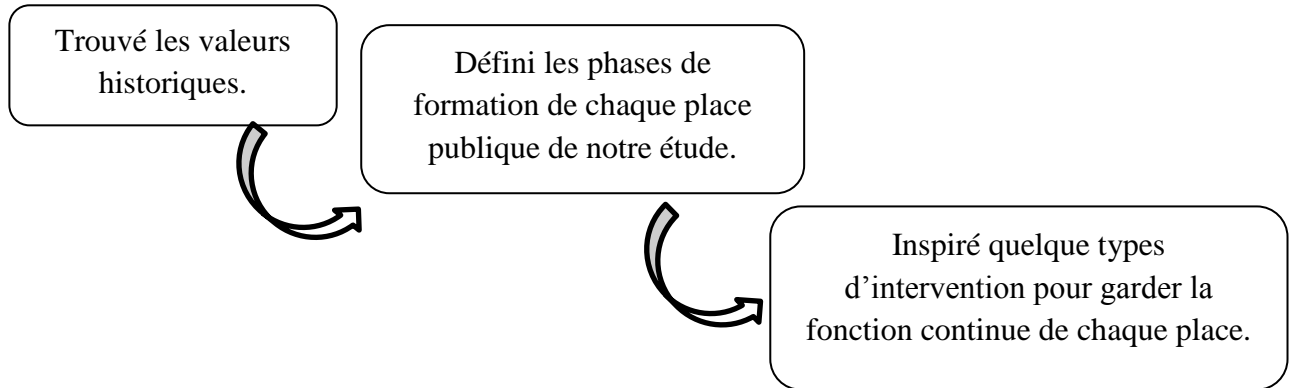 Trouvé les valeurs
historiques.
Défini les phases de
formation de chaque place
publique de notre étude.
Inspiré quelque types
d’intervention pour garder la
fonction continue de chaque place.